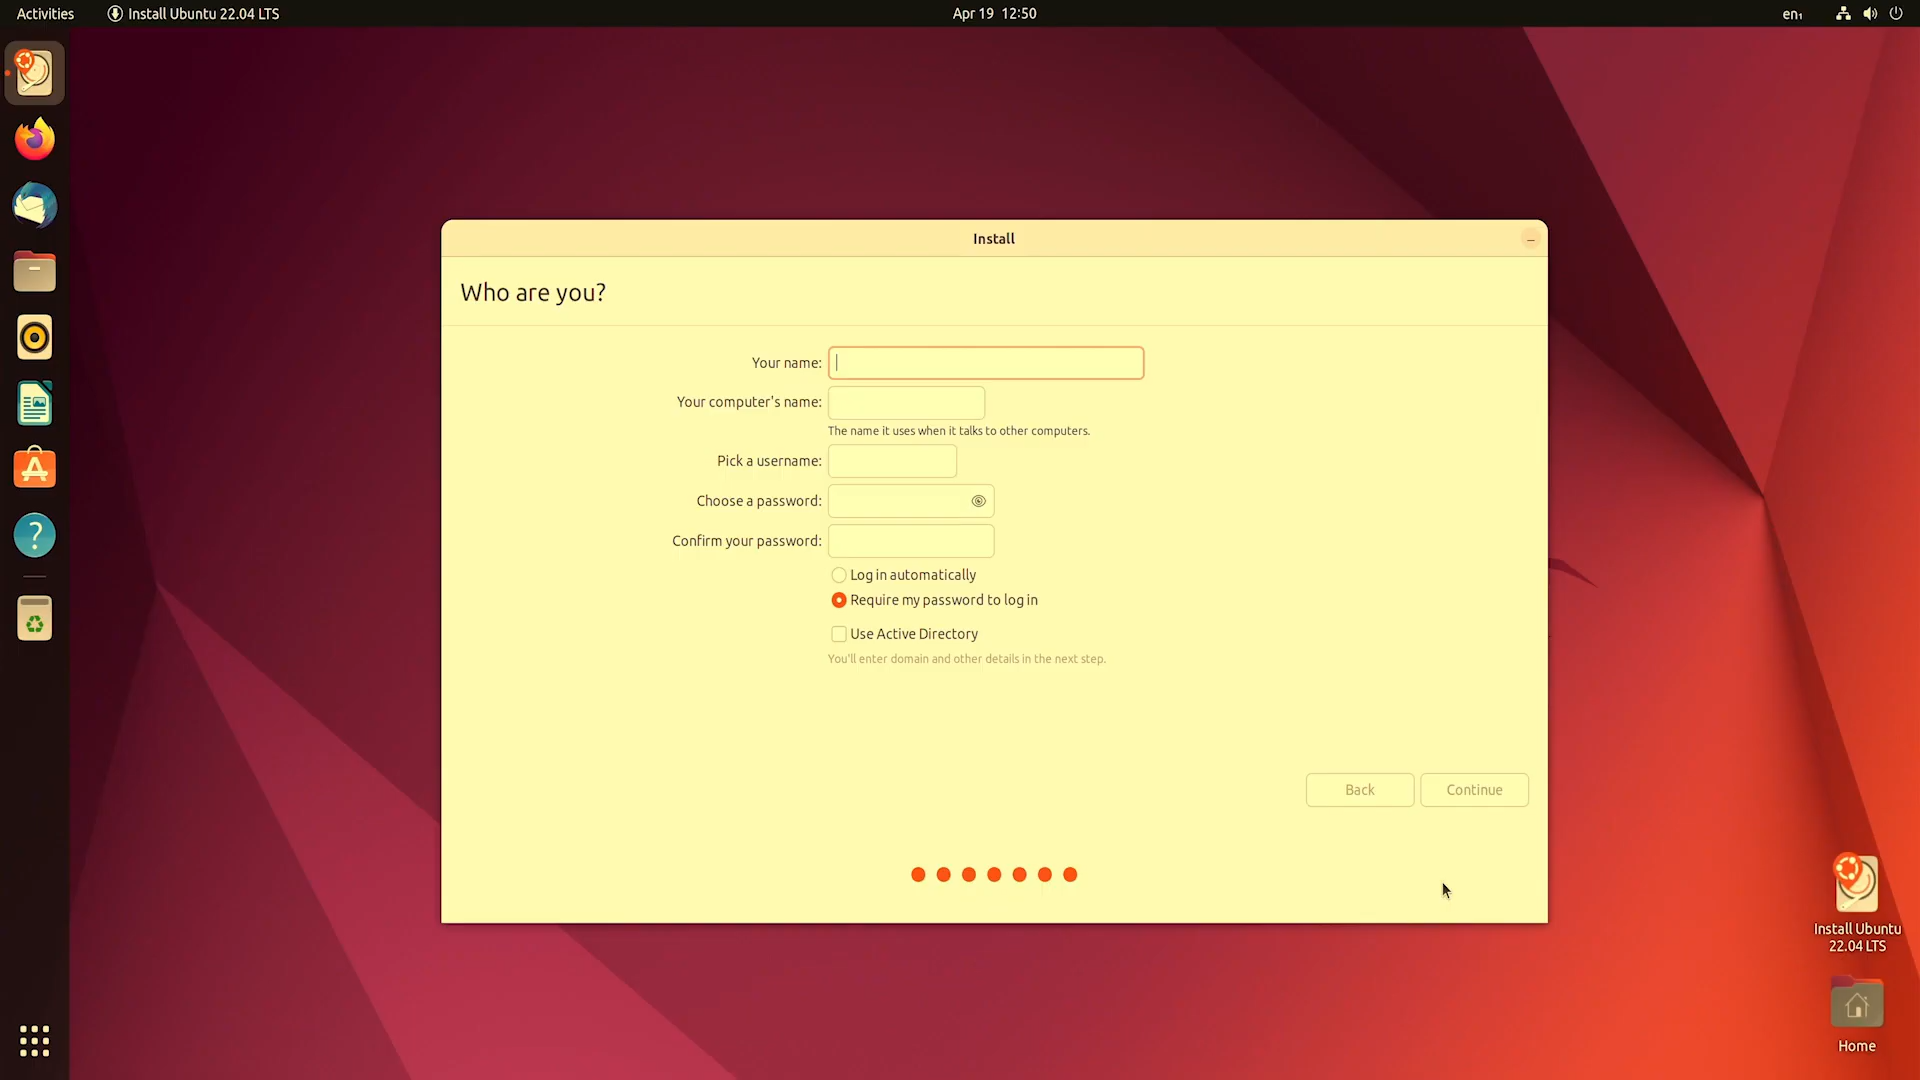 Activities
Install Ubuntu 22.04 LTS
Apr 19 12:50
en₁
Install
Who are you?
Your name:
Your computer's name:
The name it uses when it talks to other computers.
Pick a username:
Choose a password:
Confirm your password:
Log in automatically
Require my password to log in
Use Active Directory
You'll enter domain and other details in the next step.
Back
Continue
Install Ubuntu
22.04 LTS
Home